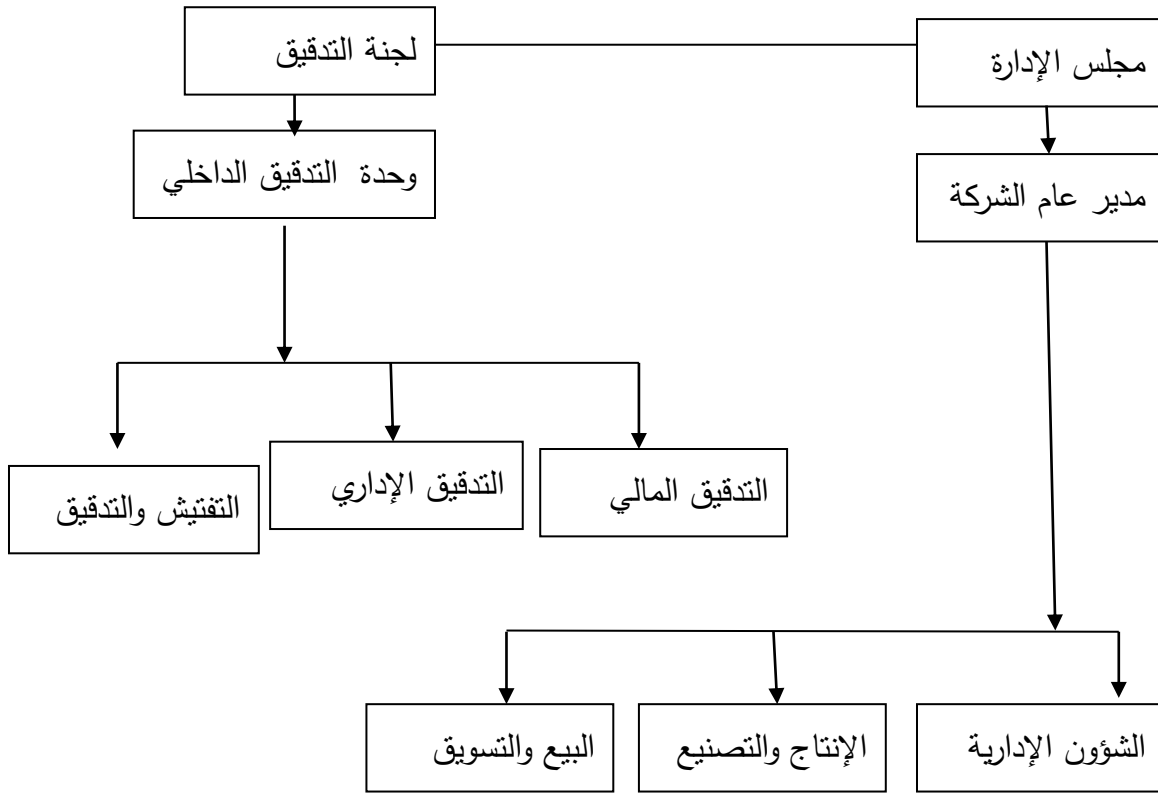 مجلس الإدارة
لجنة التدقيق
مدير عام الشركة
وحدة التدقيق الداخلي
التدقيق المالي
التدقيق الإداري
التفتيش والتدقيق
الشؤون الإدارية
الإنتاج والتصنيع
البيع والتسويق